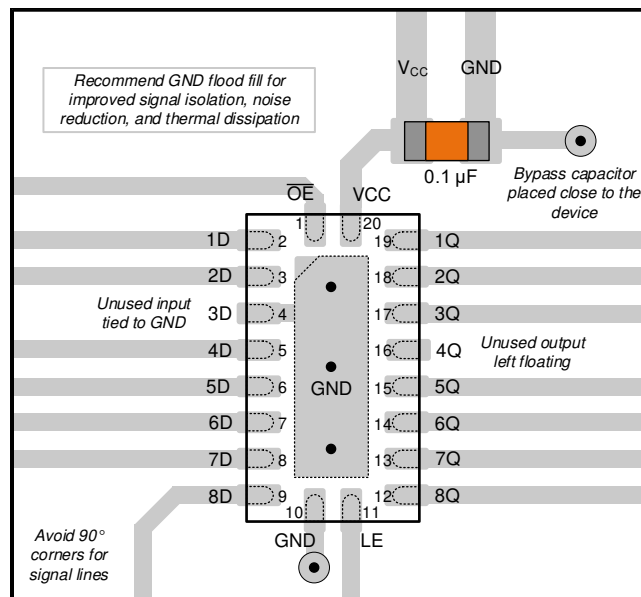 Recommend GND flood fill for
improved signal isolation, noise
reduction, and thermal dissipation
VCC GND
0.1 µF
Bypass capacitor
placed close to the
device
OE VCC
1 20
1D 2 19 1Q
2D 3 18 2Q
Unused input
tied to GND
3D 4 17 3Q
4D 5 16 4Q
Unused output
left floating
GND
5D 6 15 5Q
6D 7 14 6Q
7D 8 13 7Q
8D 9 12 8Q
10 11
GND LE
Avoid 90°
corners for
signal lines